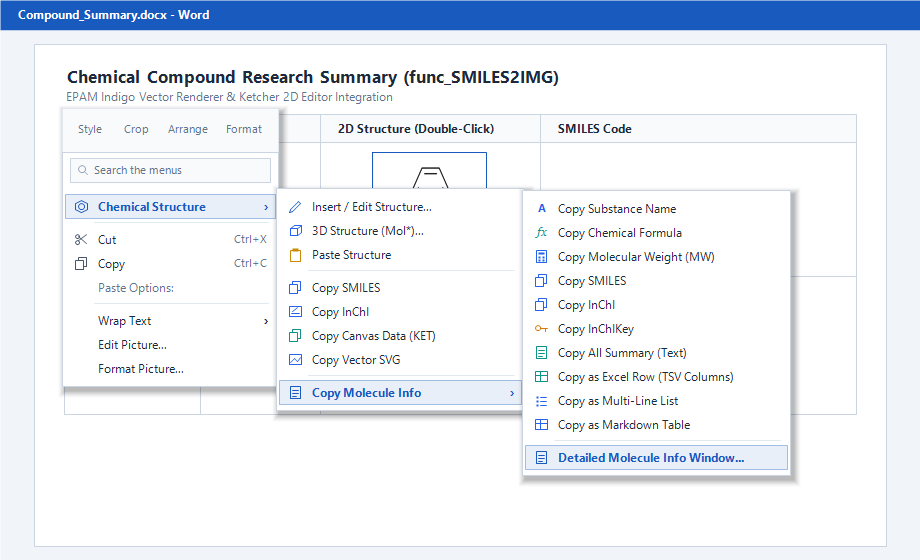 Compound_Summary.docx - Word
Chemical Compound Research Summary (func_SMILES2IMG)
EPAM Indigo Vector Renderer & Ketcher 2D Editor Integration
2D Structure (Double-Click)
SMILES Code
Style
Crop
Arrange
Format
Search the menus
Chemical Structure ›
Cut Ctrl+X
Copy Ctrl+C
Paste Options:
Wrap Text ›
Edit Picture...
Format Picture...
Insert / Edit Structure...
3D Structure (Mol*)...
Paste Structure
Copy SMILES
Copy InChI
Copy Canvas Data (KET)
Copy Vector SVG
Copy Molecule Info ›
A Copy Substance Name
fx Copy Chemical Formula
Copy Molecular Weight (MW)
Copy SMILES
Copy InChI
Copy InChIKey
Copy All Summary (Text)
Copy as Excel Row (TSV Columns)
Copy as Multi-Line List
Copy as Markdown Table
Detailed Molecule Info Window...